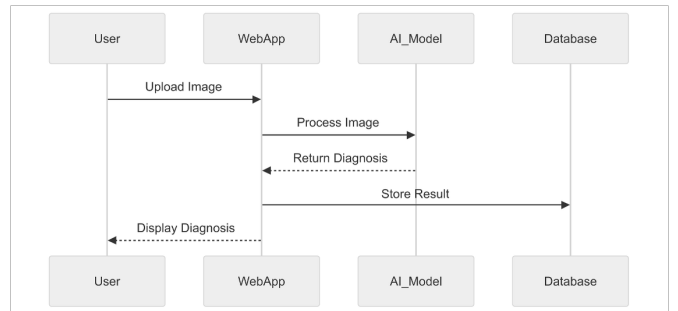 User WebApp AI_Model Database
Upload Image
Process Image
Return Diagnosis
Store Result
Display Diagnosis
User WebApp AI_Model Database